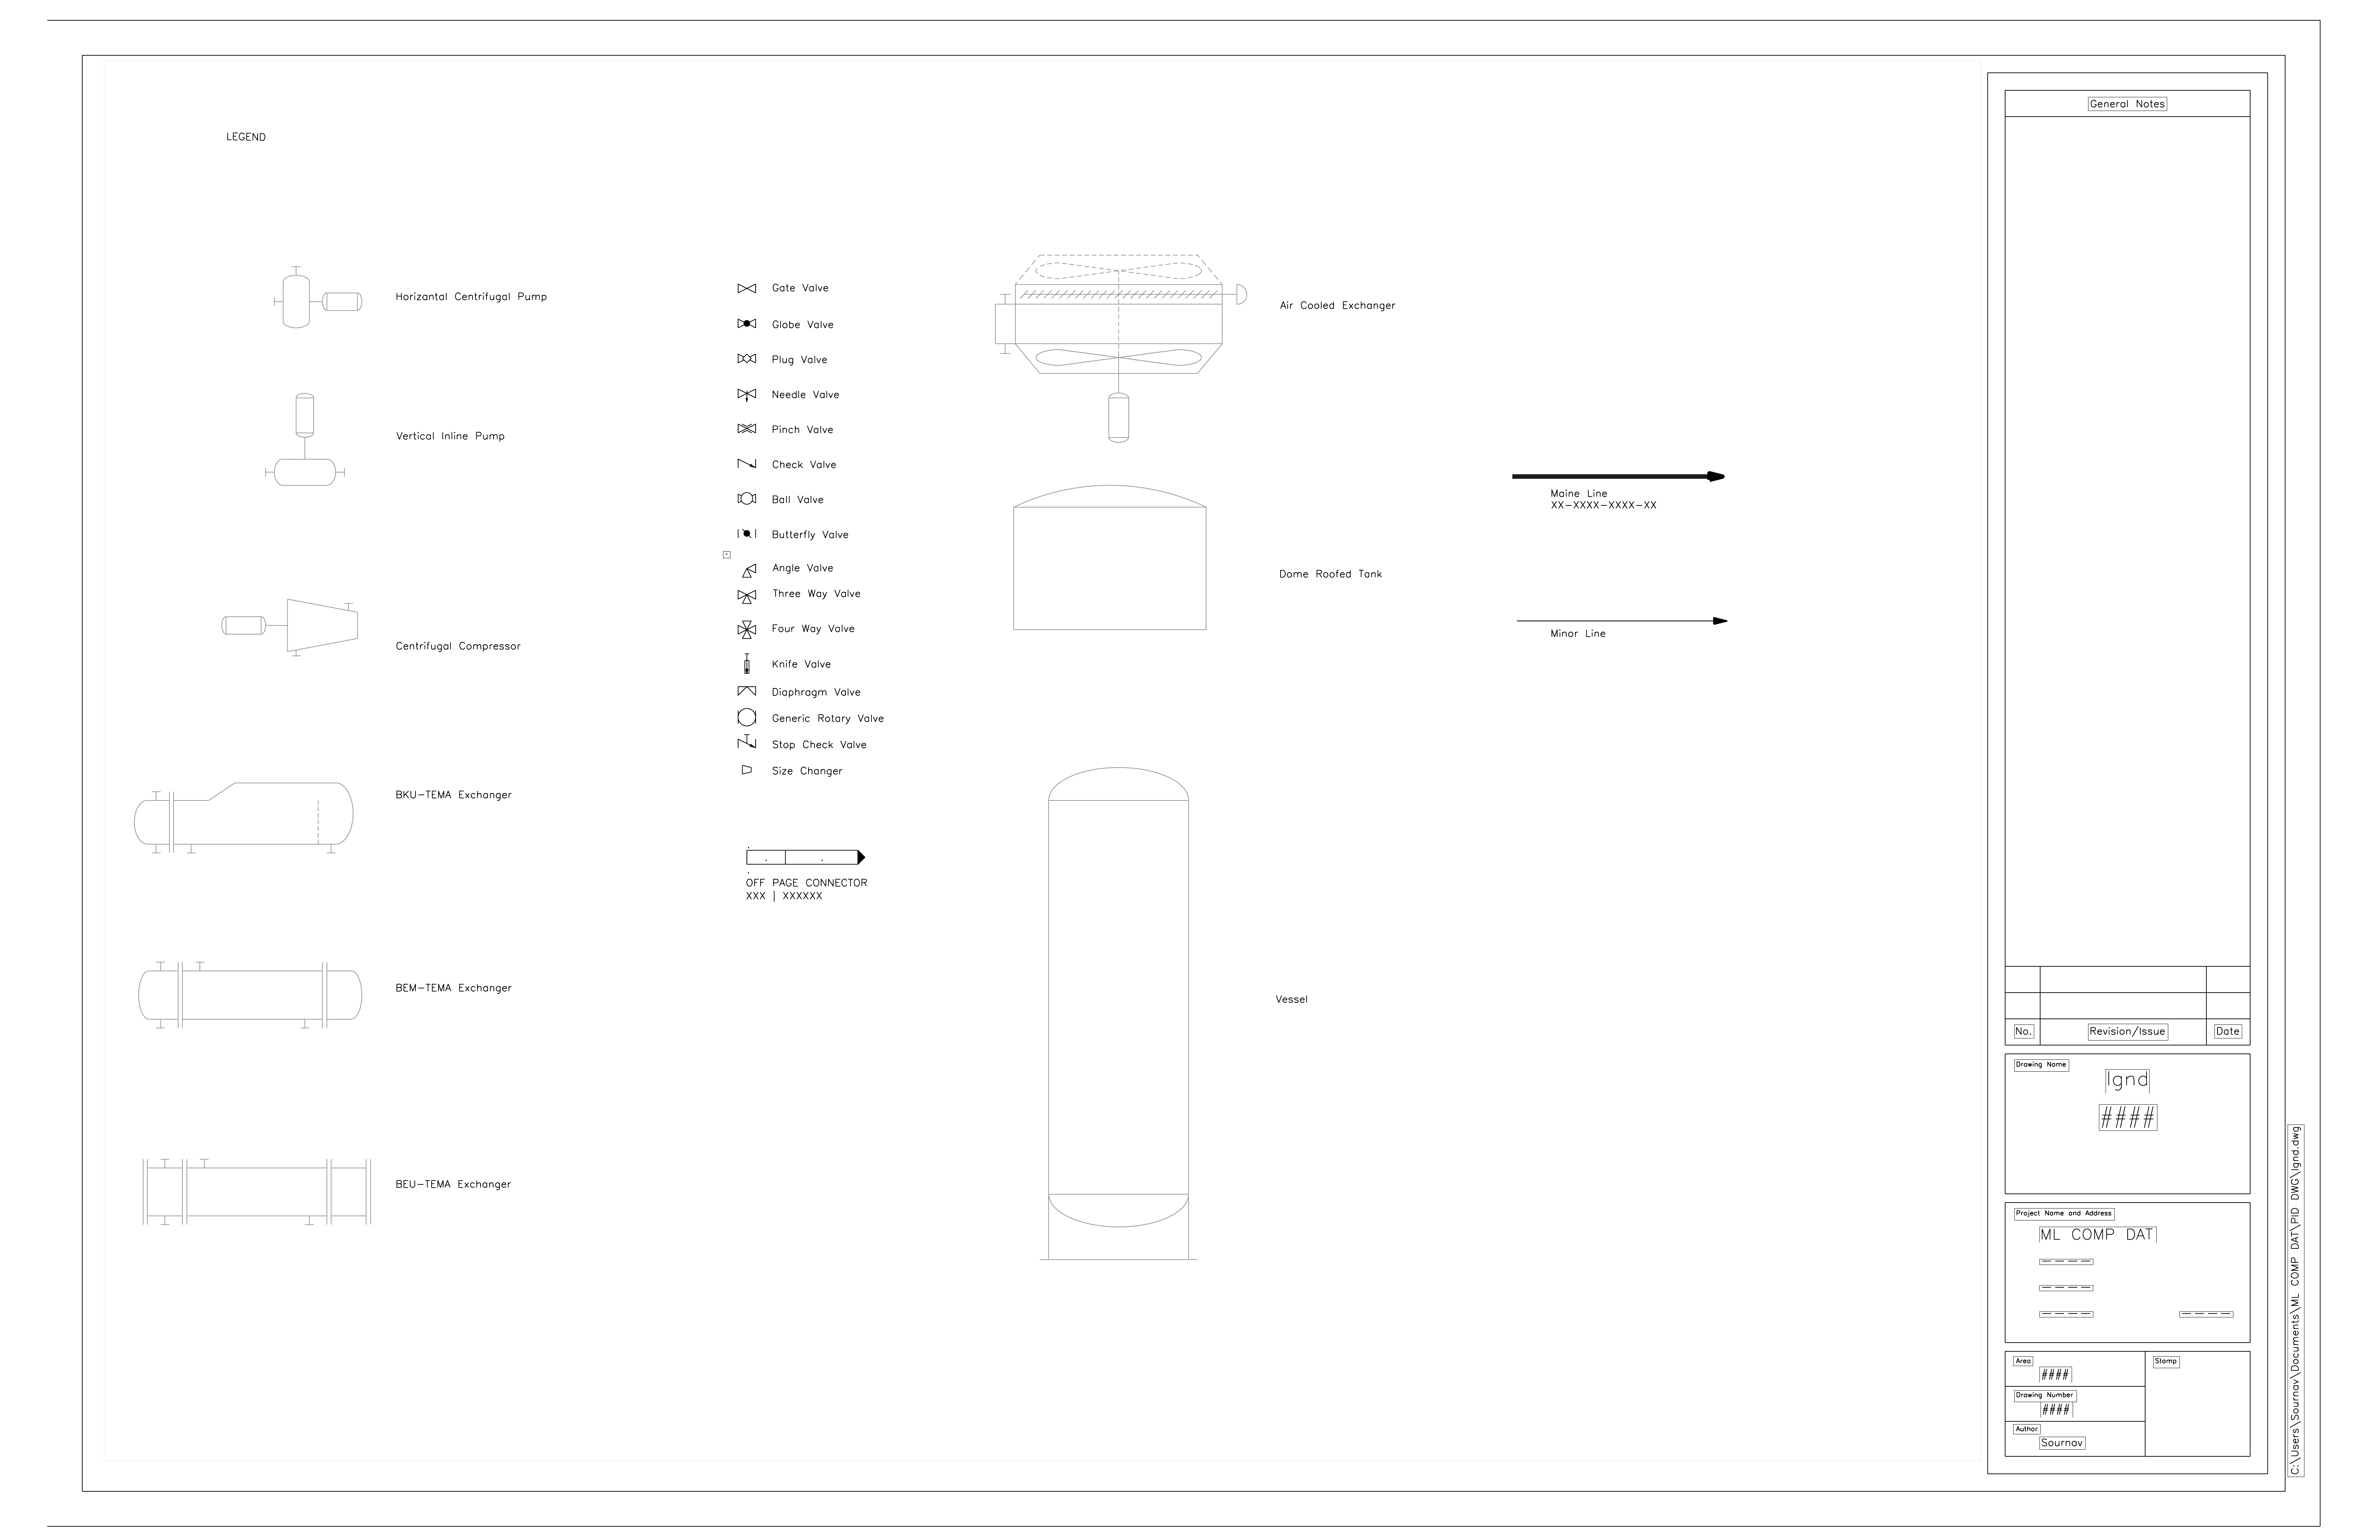 LEGEND
Horizantal Centrifugal Pump
Vertical Inline Pump
Centrifugal Compressor
BKU-TEMA Exchanger
BEM-TEMA Exchanger
BEU-TEMA Exchanger
Gate Valve
Globe Valve
Plug Valve
Needle Valve
Pinch Valve
Check Valve
Ball Valve
Butterfly Valve
Angle Valve
Three Way Valve
Four Way Valve
Knife Valve
Diaphragm Valve
Generic Rotary Valve
Stop Check Valve
Size Changer
OFF PAGE CONNECTOR
XXX | XXXXXX
Air Cooled Exchanger
Dome Roofed Tank
Vessel
Maine Line
XX-XXXX-XXXX-XX
Minor Line
General Notes
No. Revision/Issue Date
Drawing Name
lgnd
####
Project Name and Address
ML COMP DAT
----
----
---- ----
Area
####
Stamp
Drawing Number
####
Author
Sournav
C:\Users\Sournav\Documents\ML COMP DAT\PID DWG\lgnd.dwg